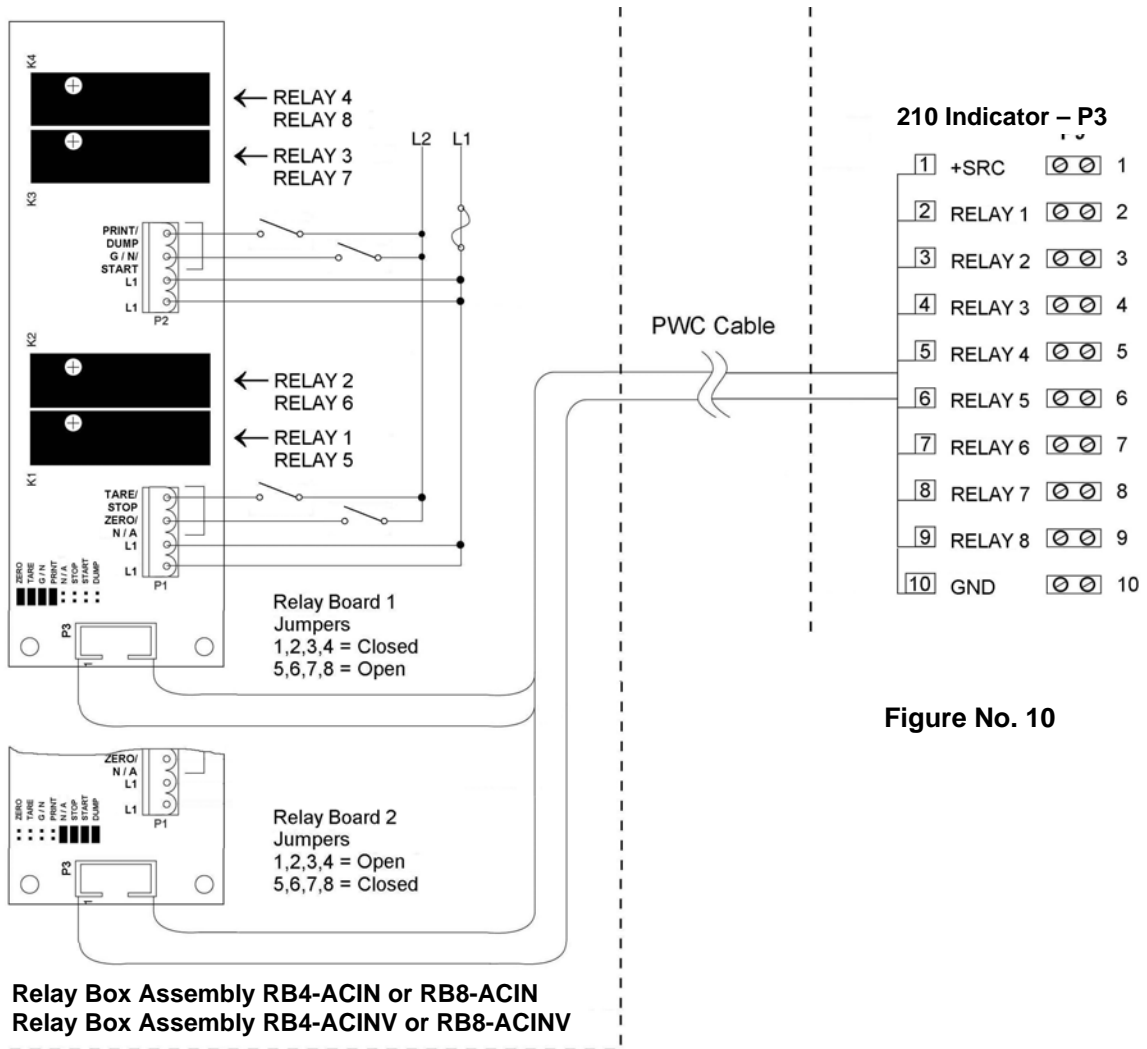 K4
RELAY 4
RELAY 8
K3
RELAY 3
RELAY 7
L2 L1
PRINT/
DUMP
G / N/
START
L1
L1
P2
K2
RELAY 2
RELAY 6
K1
RELAY 1
RELAY 5
TARE/
STOP
ZERO/
N / A
L1
L1
P1
ZERO
TARE
G / N
PRINT
N / A
STOP
START
DUMP
P3
1
Relay Board 1
Jumpers
1,2,3,4 = Closed
5,6,7,8 = Open
ZERO/
N / A
L1
L1
P1
ZERO
TARE
G / N
PRINT
N / A
STOP
START
DUMP
P3
1
Relay Board 2
Jumpers
1,2,3,4 = Open
5,6,7,8 = Closed
Relay Box Assembly RB4-ACIN or RB8-ACIN
Relay Box Assembly RB4-ACINV or RB8-ACINV
PWC Cable
210 Indicator – P3
1 +SRC 1
2 RELAY 1 2
3 RELAY 2 3
4 RELAY 3 4
5 RELAY 4 5
6 RELAY 5 6
7 RELAY 6 7
8 RELAY 7 8
9 RELAY 8 9
10 GND 10
Figure No. 10